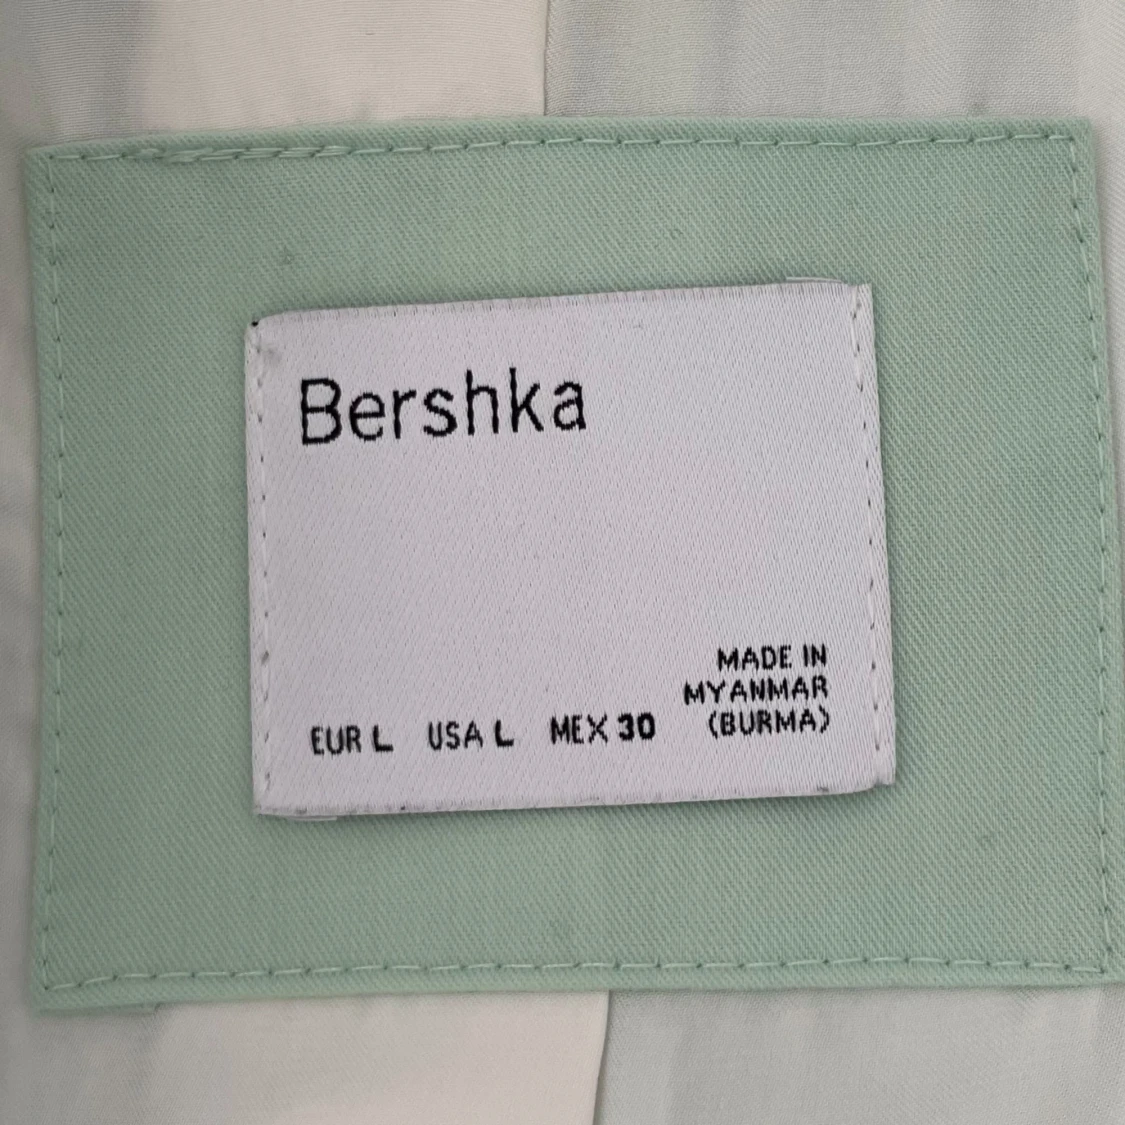 Bershka
MADE IN
MYANMAR
(BURMA)
EUR L USA L MEX 30